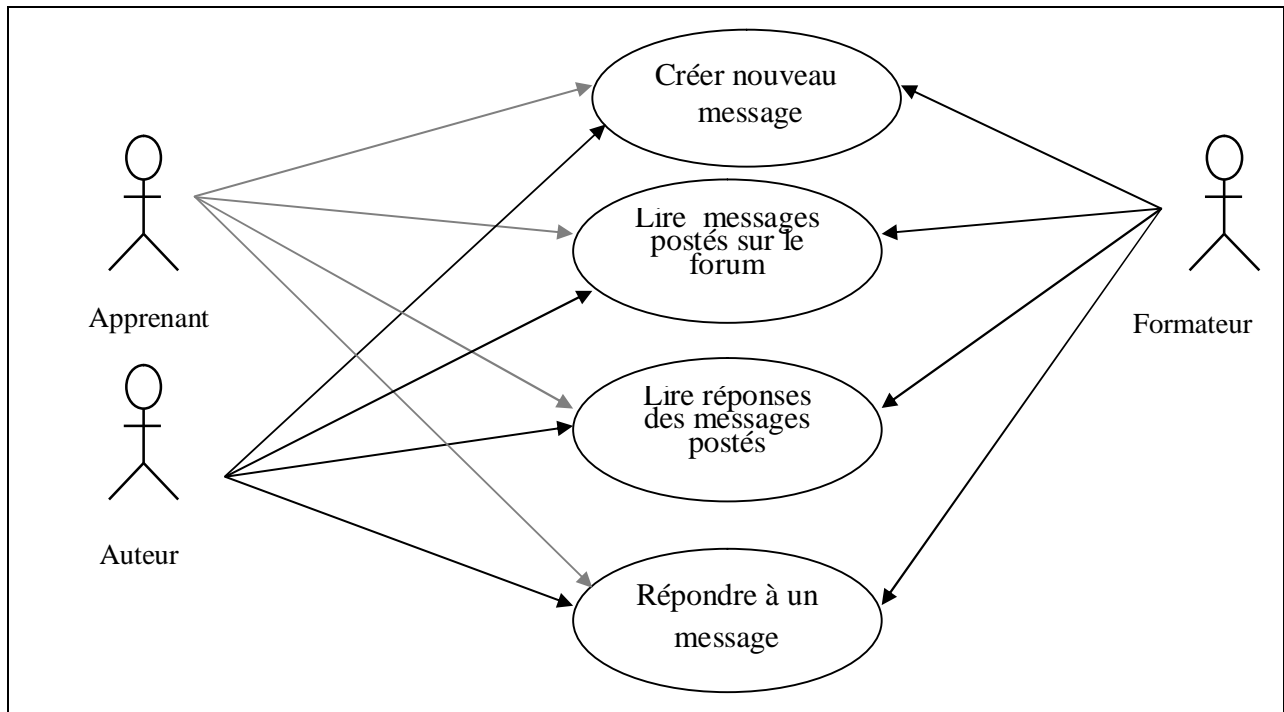 Créer nouveau
message
Lire messages
postés sur le
forum
Apprenant
Formateur
Lire réponses
des messages
postés
Auteur
Répondre à un
message